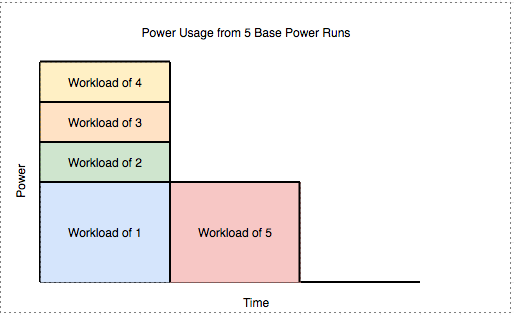 Power Usage from 5 Base Power Runs
Workload of 4
Workload of 3
Workload of 2
Workload of 1
Workload of 5
Power
Time